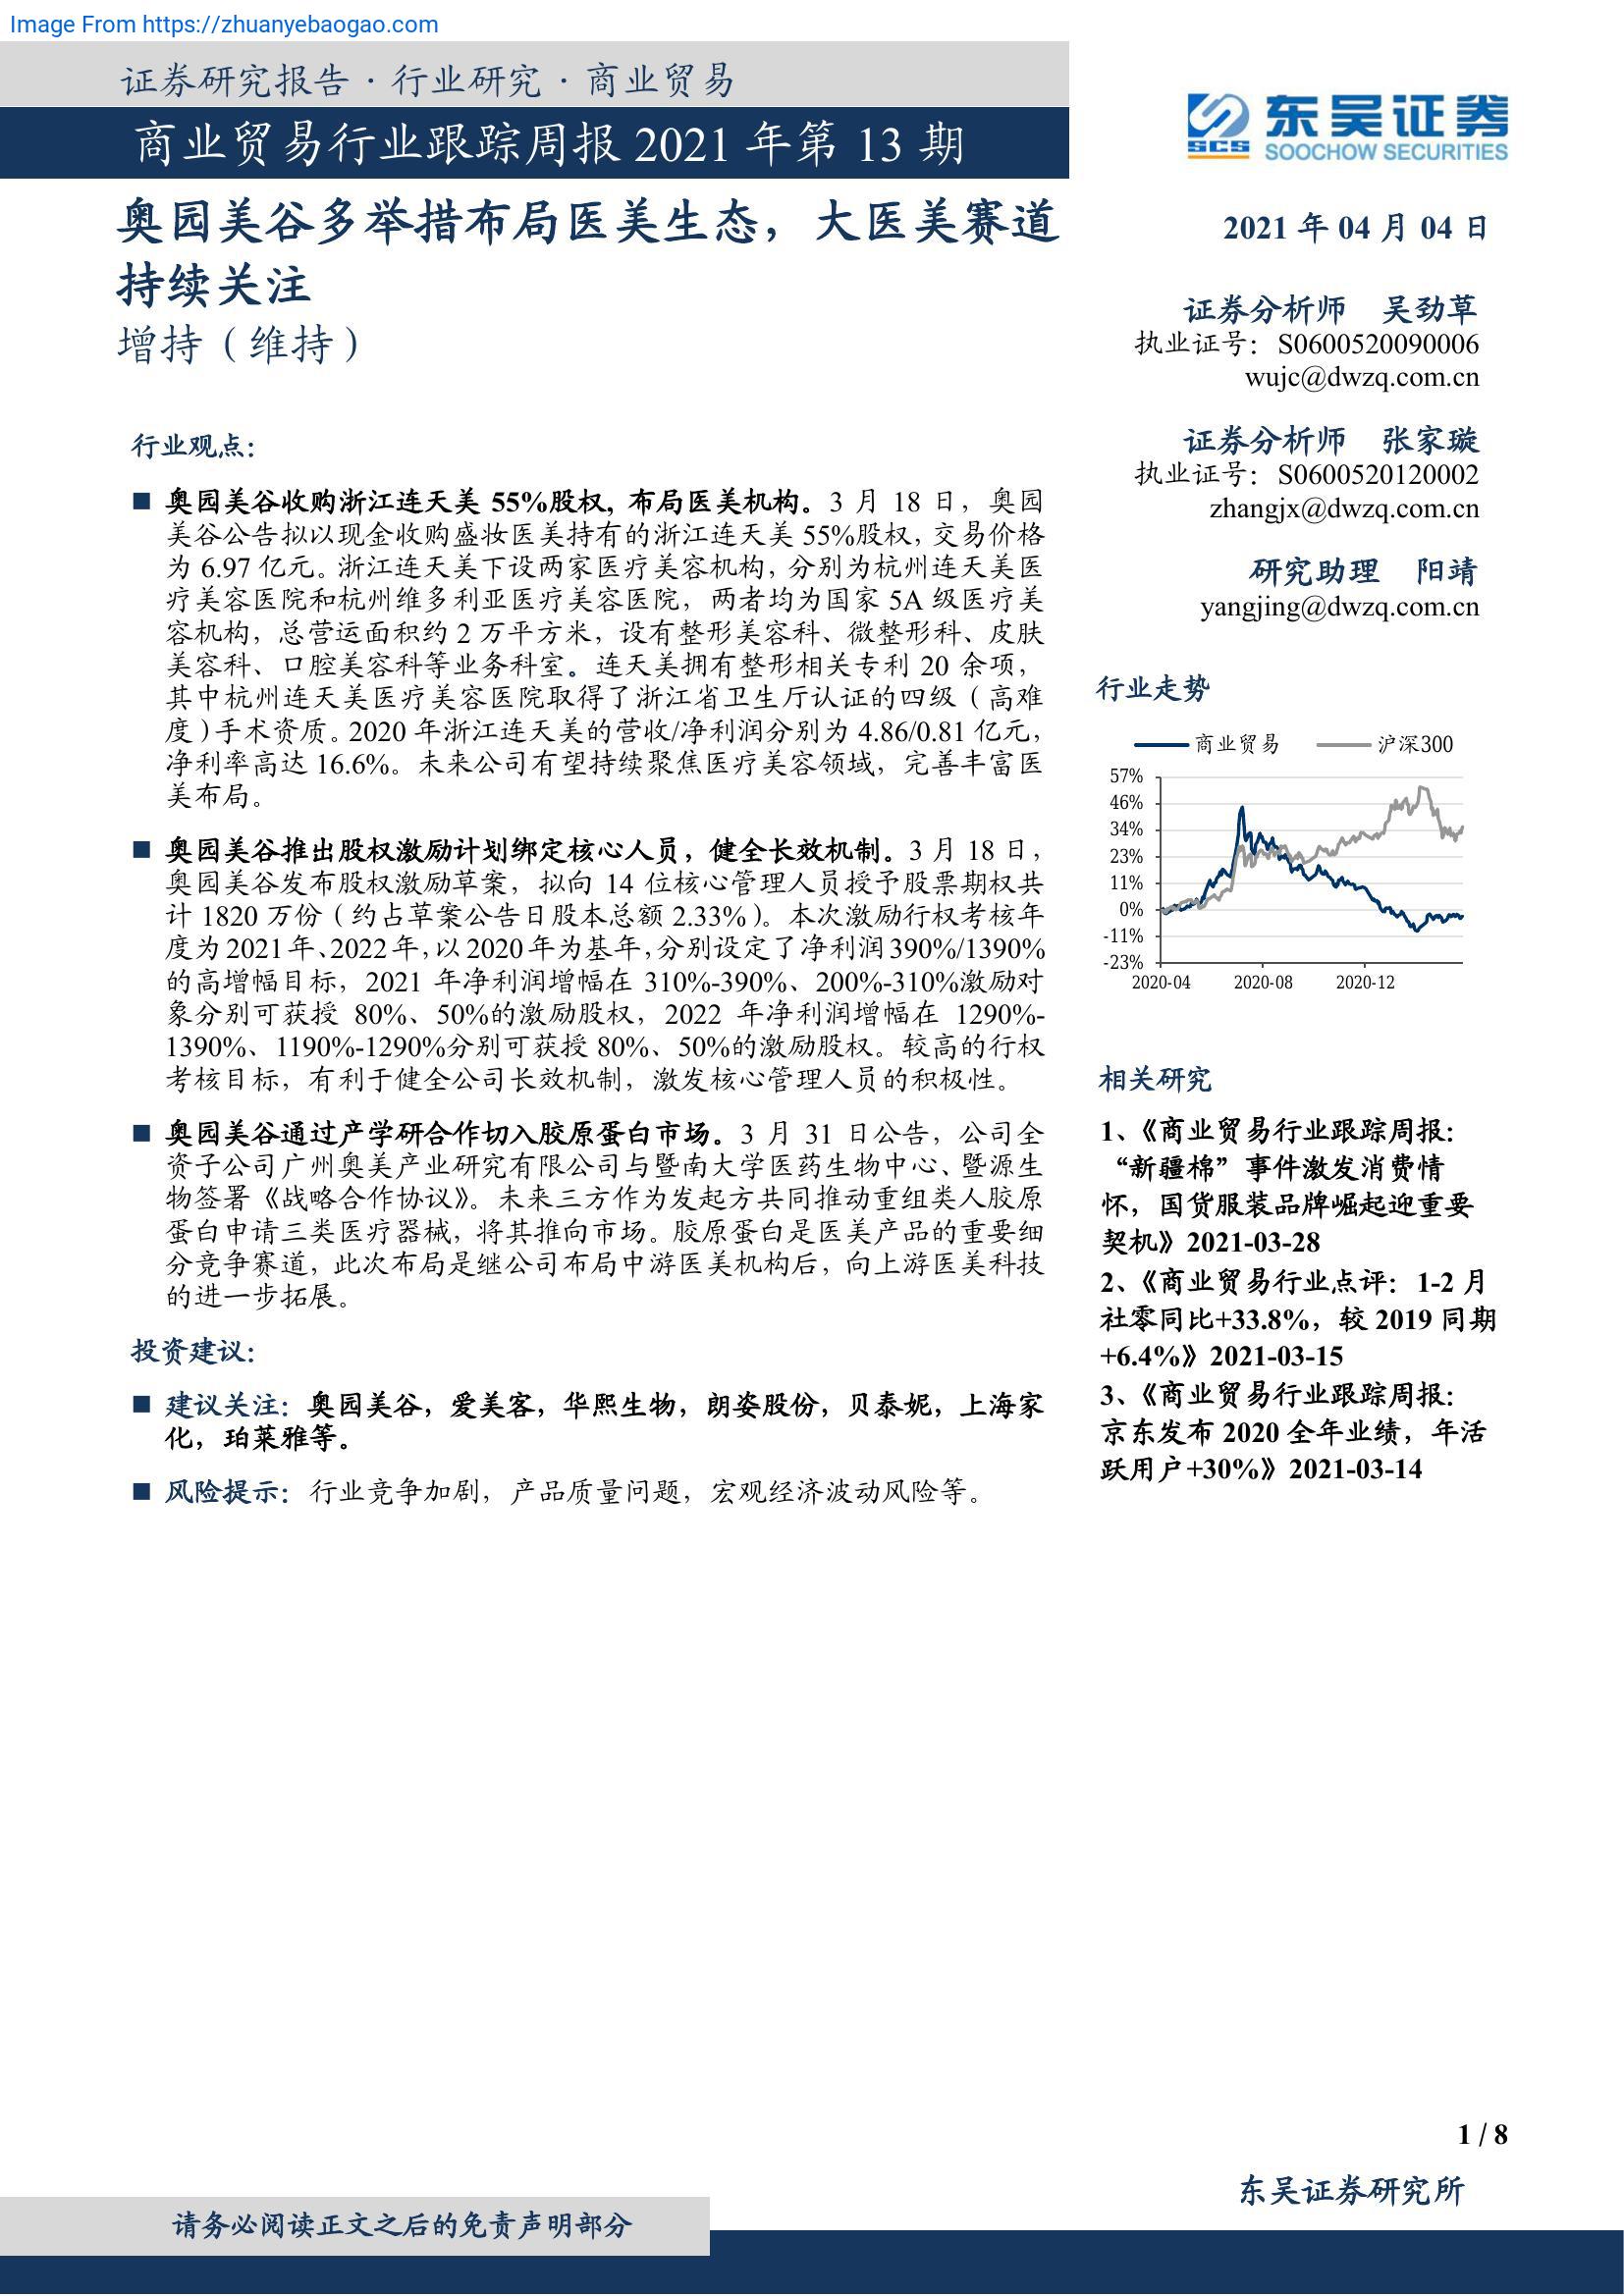 Image From https://zhuanyebaogao.com
证券研究报告·行业研究·商业贸易
商业贸易行业跟踪周报 2021 年第 13 期
东吴证券
SCS
SOOCHOW SECURITIES
奥园美谷多举措布局医美生态，大医美赛道
持续关注
增持（维持）
2021 年 04 月 04 日
证券分析师 吴劲草
执业证号：S0600520090006
wujc@dwzq.com.cn
证券分析师 张家璇
执业证号：S0600520120002
zhangjx@dwzq.com.cn
研究助理 阳靖
yangjing@dwzq.com.cn
行业观点：
■ 奥园美谷收购浙江连天美 55%股权, 布局医美机构。3 月 18 日，奥园
美谷公告拟以现金收购盛妆医美持有的浙江连天美 55%股权，交易价格
为 6.97 亿元。浙江连天美下设两家医疗美容机构，分别为杭州连天美医
疗美容医院和杭州维多利亚医疗美容医院，两者均为国家 5A 级医疗美
容机构，总营运面积约 2 万平方米，设有整形美容科、微整形科、皮肤
美容科、口腔美容科等业务科室。连天美拥有整形相关专利 20 余项，
其中杭州连天美医疗美容医院取得了浙江省卫生厅认证的四级（高难
度）手术资质。2020 年浙江连天美的营收/净利润分别为 4.86/0.81 亿元，
净利率高达 16.6%。未来公司有望持续聚焦医疗美容领域，完善丰富医
美布局。
■ 奥园美谷推出股权激励计划绑定核心人员，健全长效机制。3 月 18 日，
奥园美谷发布股权激励草案，拟向 14 位核心管理人员授予股票期权共
计 1820 万份（约占草案公告日股本总额 2.33%）。本次激励行权考核年
度为 2021 年、2022 年，以 2020 年为基年，分别设定了净利润 390%/1390%
的高增幅目标，2021 年净利润增幅在 310%-390%、200%-310%激励对
象分别可获授 80%、50%的激励股权，2022 年净利润增幅在 1290%-
1390%、1190%-1290%分别可获授 80%、50%的激励股权。较高的行权
考核目标，有利于健全公司长效机制，激发核心管理人员的积极性。
■ 奥园美谷通过产学研合作切入胶原蛋白市场。3 月 31 日公告，公司全
资子公司广州奥美产业研究有限公司与暨南大学医药生物中心、暨源生
物签署《战略合作协议》。未来三方作为发起方共同推动重组类人胶原
蛋白申请三类医疗器械，将其推向市场。胶原蛋白是医美产品的重要细
分竞争赛道，此次布局是继公司布局中游医美机构后，向上游医美科技
的进一步拓展。
投资建议：
■ 建议关注：奥园美谷，爱美客，华熙生物，朗姿股份，贝泰妮，上海家
化，珀莱雅等。
■ 风险提示：行业竞争加剧，产品质量问题，宏观经济波动风险等。
行业走势
商业贸易 沪深300
57%
46%
34%
23%
11%
0%
-11%
-23%
2020-04 2020-08 2020-12
相关研究
1、《商业贸易行业跟踪周报：
“新疆棉”事件激发消费情
怀，国货服装品牌崛起迎重要
契机》2021-03-28
2、《商业贸易行业点评：1-2 月
社零同比+33.8%，较 2019 同期
+6.4%》2021-03-15
3、《商业贸易行业跟踪周报：
京东发布 2020 全年业绩，年活
跃用户+30%》2021-03-14
1 / 8
东吴证券研究所
请务必阅读正文之后的免责声明部分